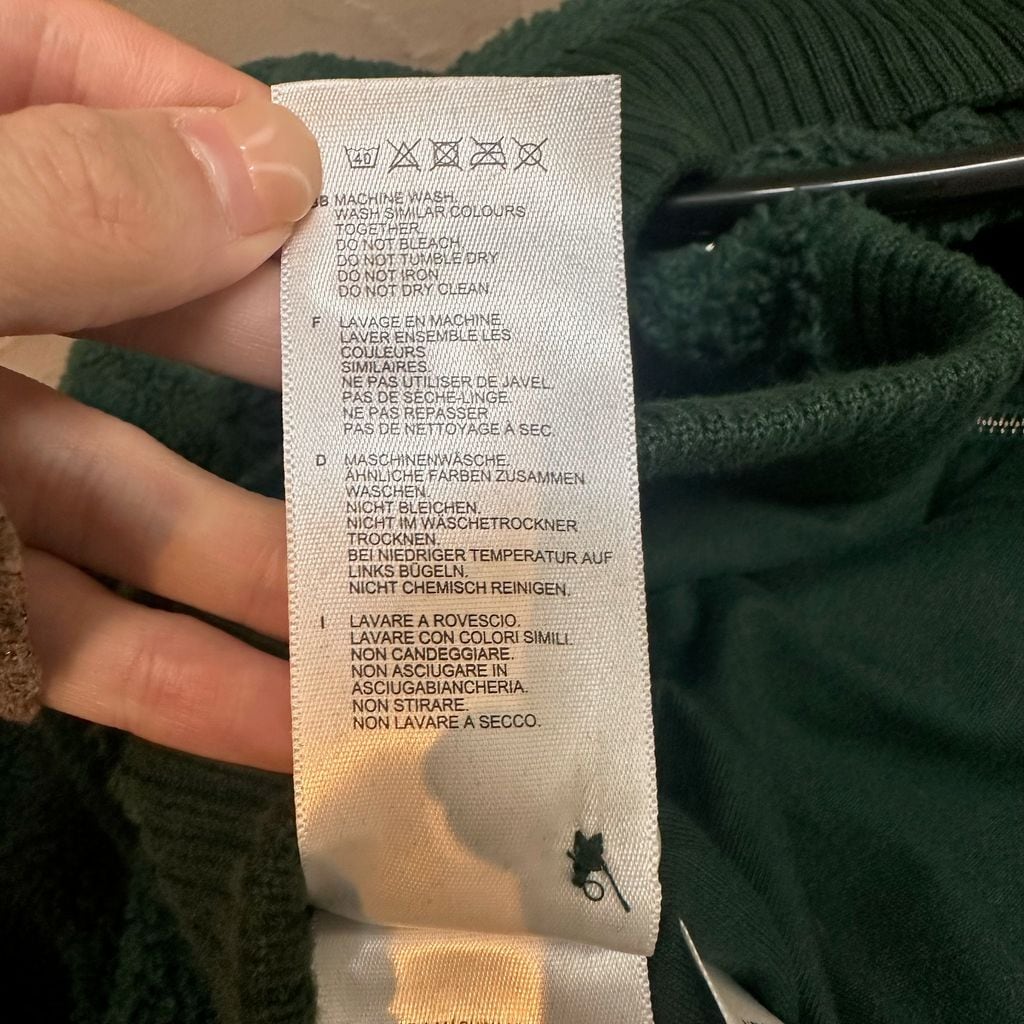 40
MACHINE WASH.
WASH SIMILAR COLOURS
TOGETHER.
DO NOT BLEACH.
DO NOT TUMBLE DRY
DO NOT IRON
DO NOT DRY CLEAN
F LAVAGE EN MACHINE.
LAVER ENSEMBLE LES
COULEURS
SIMILAIRES.
NE PAS UTILISER DE JAVEL.
PAS DE SÈCHE-LINGE.
NE PAS REPASSER
PAS DE NETTOYAGE À SEC
D MASCHINENWÄSCHE.
ÄHNLICHE FARBEN ZUSAMMEN
WASCHEN.
NICHT BLEICHEN.
NICHT IM WÄSCHETROCKNER
TROCKNEN.
BEI NIEDRIGER TEMPERATUR AUF
LINKS BÜGELN.
NICHT CHEMISCH REINIGEN.
I LAVARE A ROVESCIO.
LAVARE CON COLORI SIMILI.
NON CANDEGGIARE.
NON ASCIUGARE IN
ASCIUGABIANCHERIA.
NON STIRARE.
NON LAVARE A SECCO.